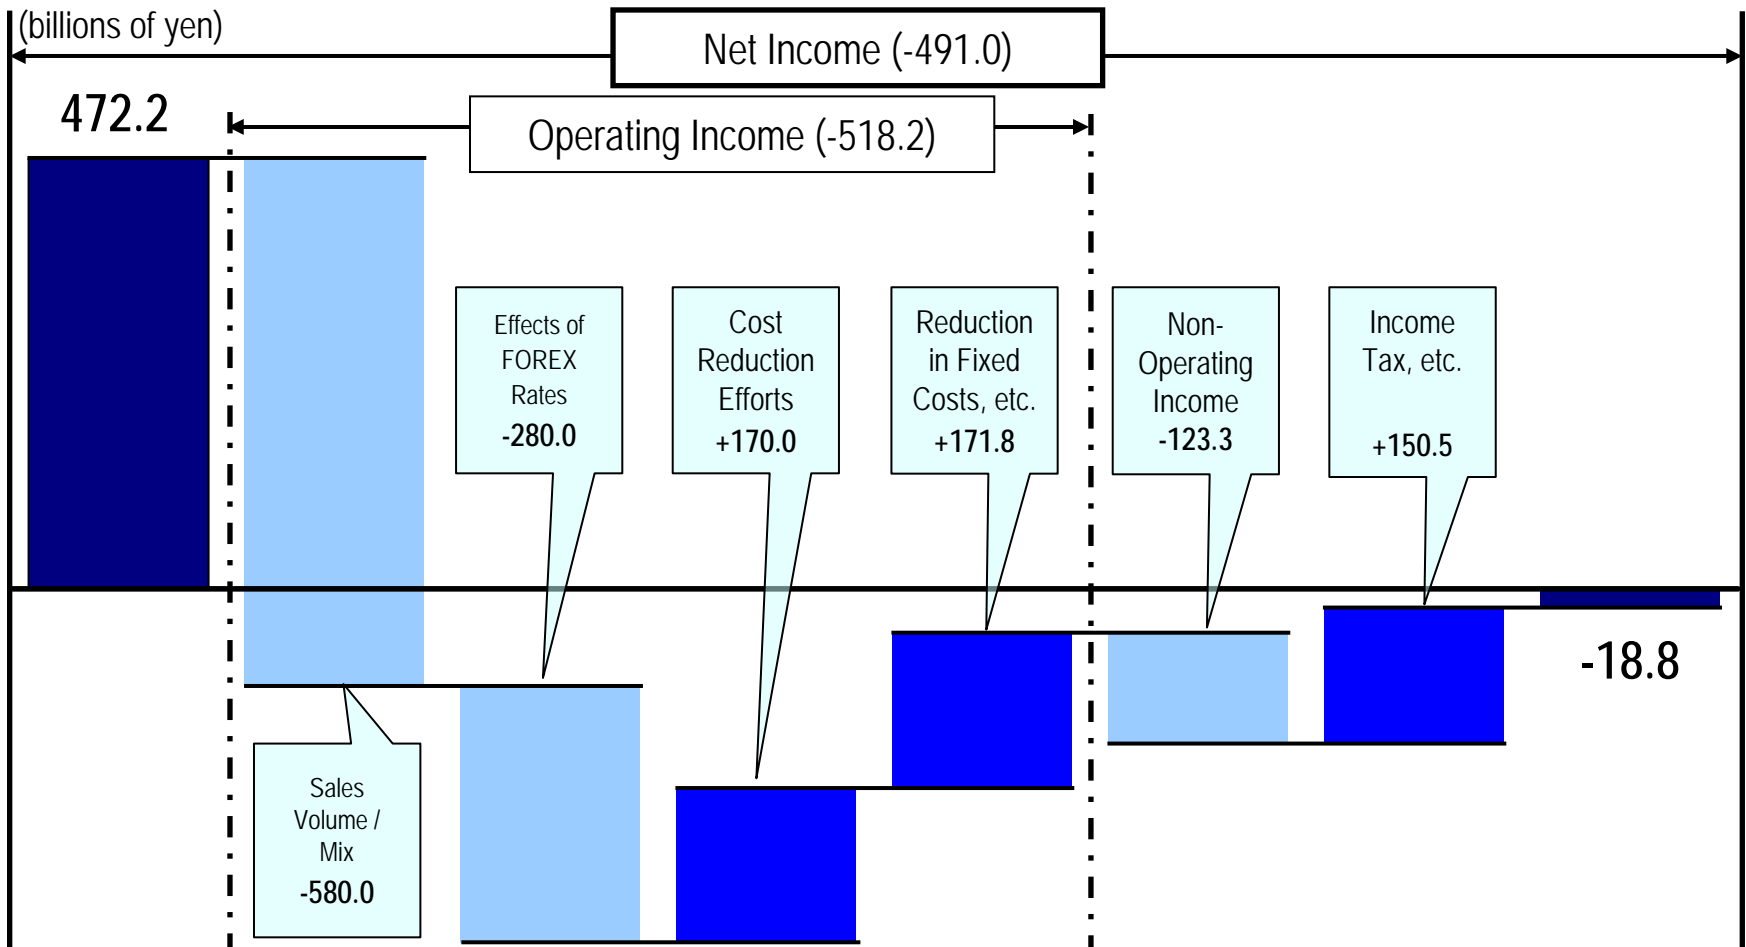 (billions of yen)
Net Income (-491.0)
472.2
Operating Income (-518.2)
Effects of
FOREX
Rates
-280.0
Cost
Reduction
Efforts
+170.0
Reduction
in Fixed
Costs, etc.
+171.8
Non-
Operating
Income
-123.3
Income
Tax, etc.
+150.5
-18.8
Sales
Volume /
Mix
-580.0